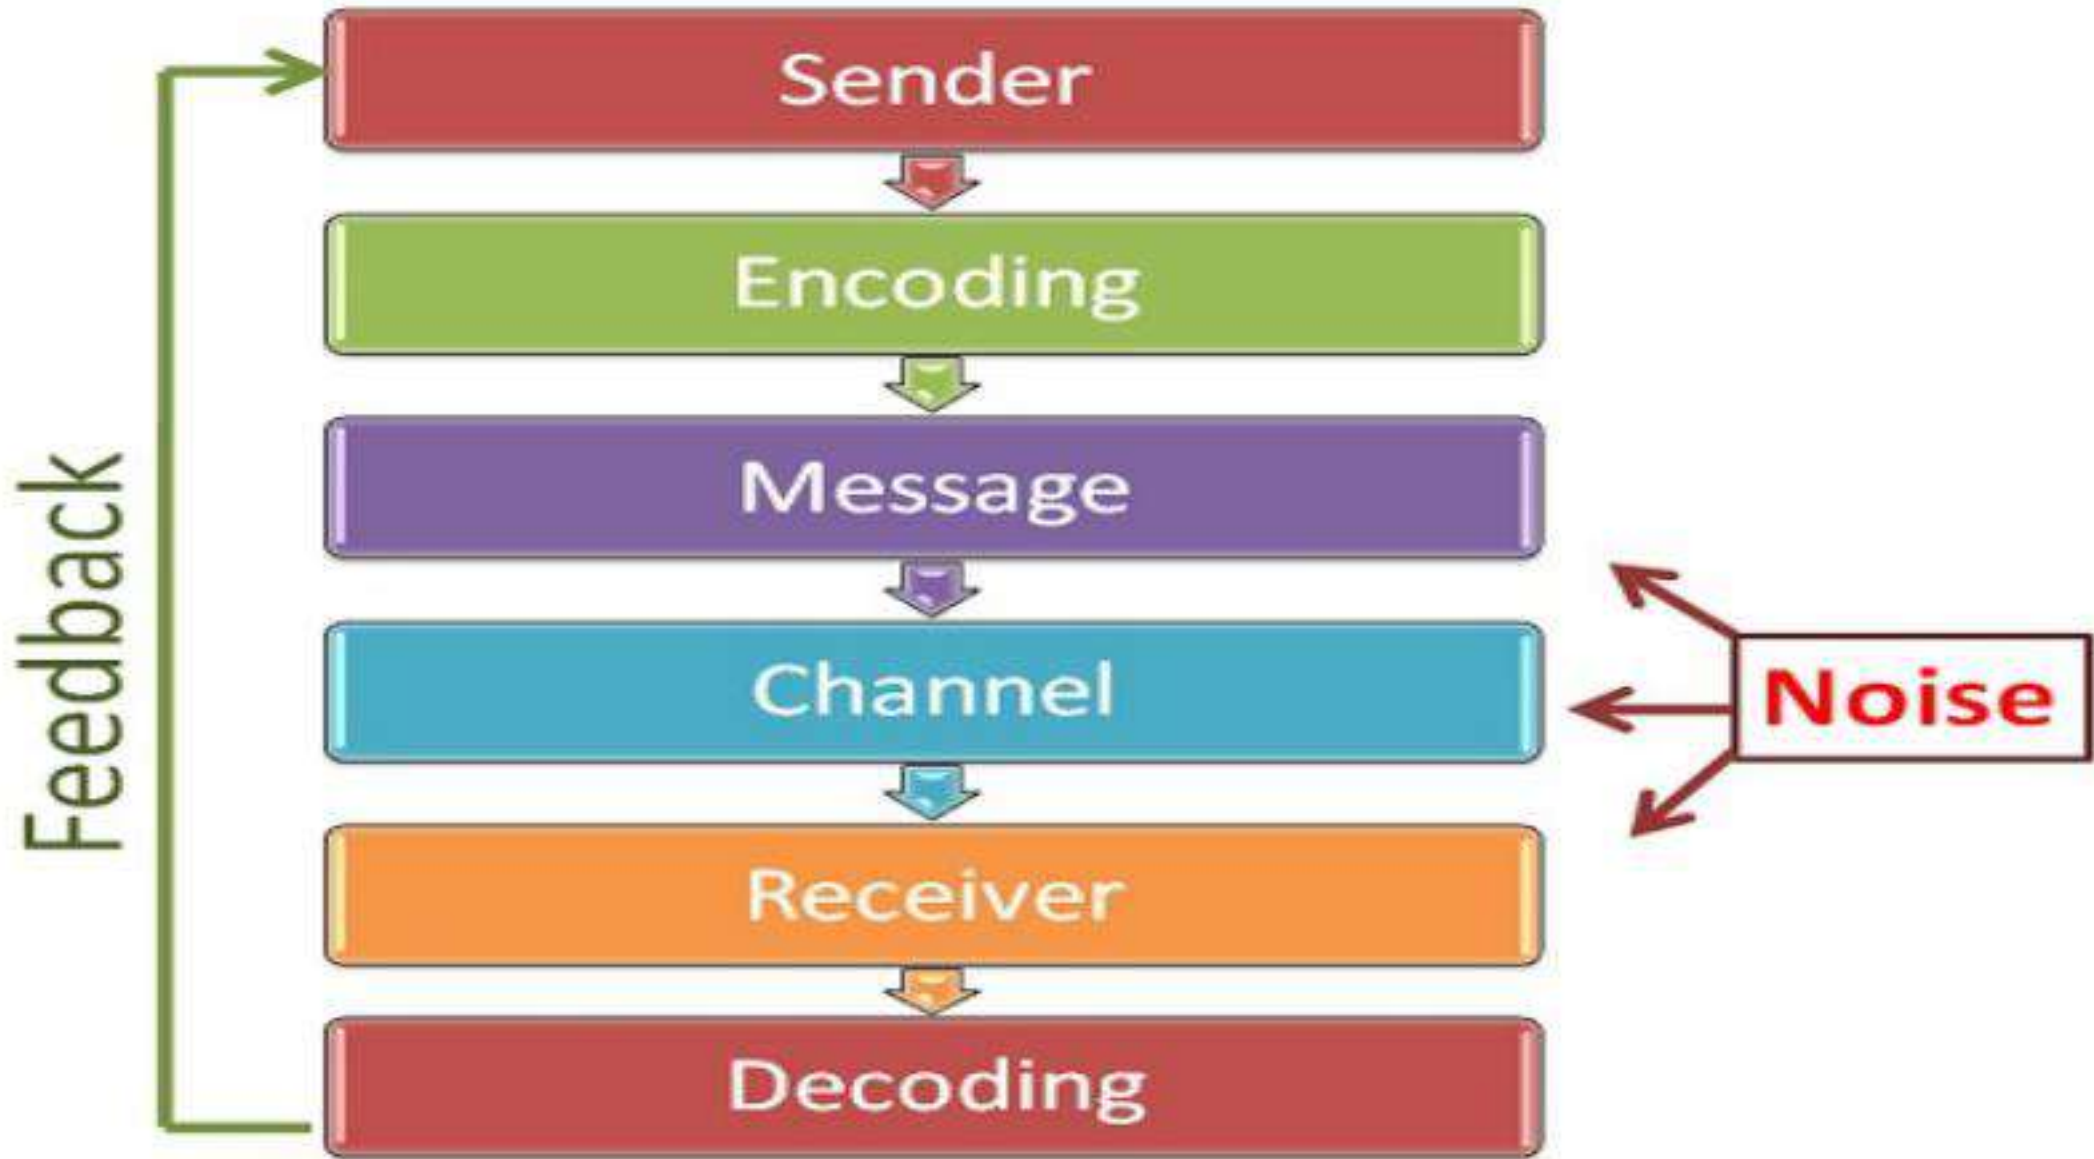 Sender
Encoding
Message
Channel
Receiver
Decoding
Feedback
Noise